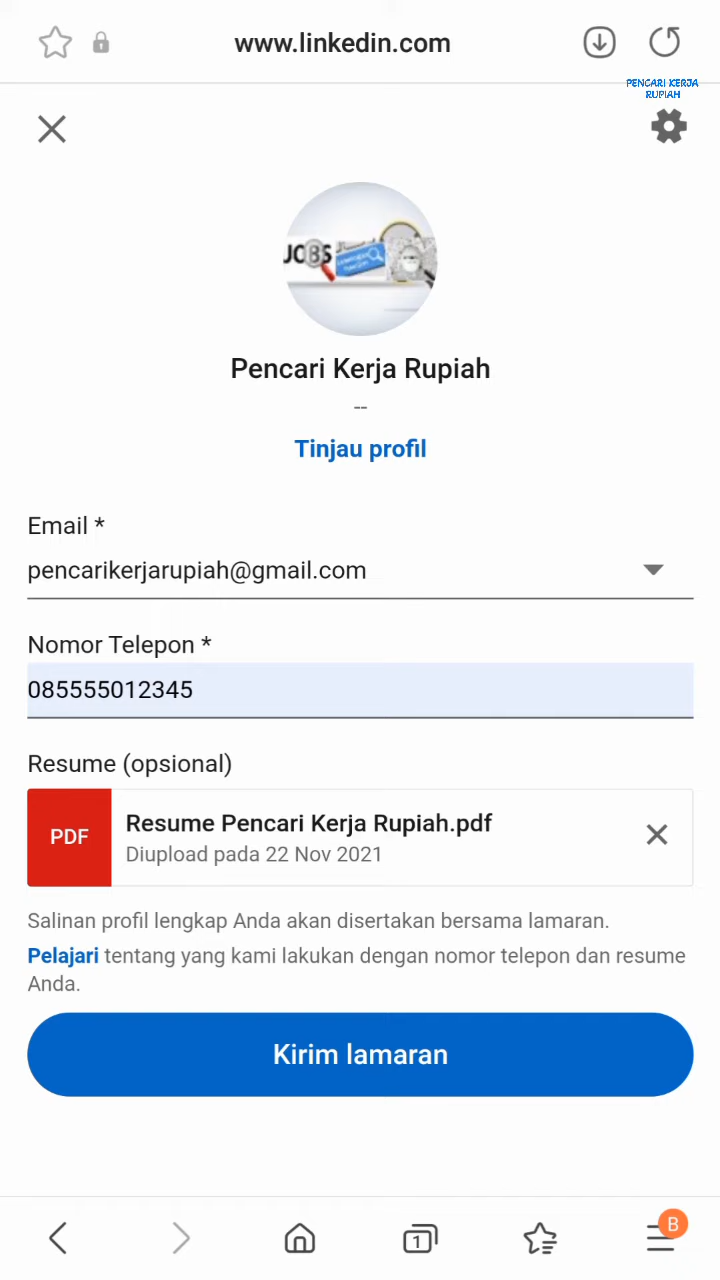 www.linkedin.com
PENCARI KERJA
RUPIAH
JOBS
Pencari Kerja Rupiah
--
Tinjau profil
Email *
pencarikerjarupiah@gmail.com
Nomor Telepon *
085555012345
Resume (opsional)
PDF
Resume Pencari Kerja Rupiah.pdf
Diupload pada 22 Nov 2021
Salinan profil lengkap Anda akan disertakan bersama lamaran.
Pelajari tentang yang kami lakukan dengan nomor telepon dan resume
Anda.
Kirim lamaran
1
B